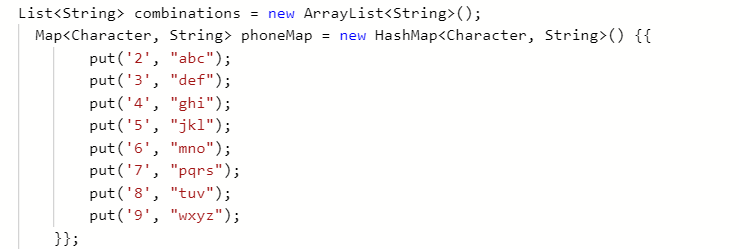 List<String> combinations = new ArrayList<String>();
Map<Character, String> phoneMap = new HashMap<Character, String>() {{
put('2', "abc");
put('3', "def");
put('4', "ghi");
put('5', "jkl");
put('6', "mno");
put('7', "pqrs");
put('8', "tuv");
put('9', "wxyz");
}};